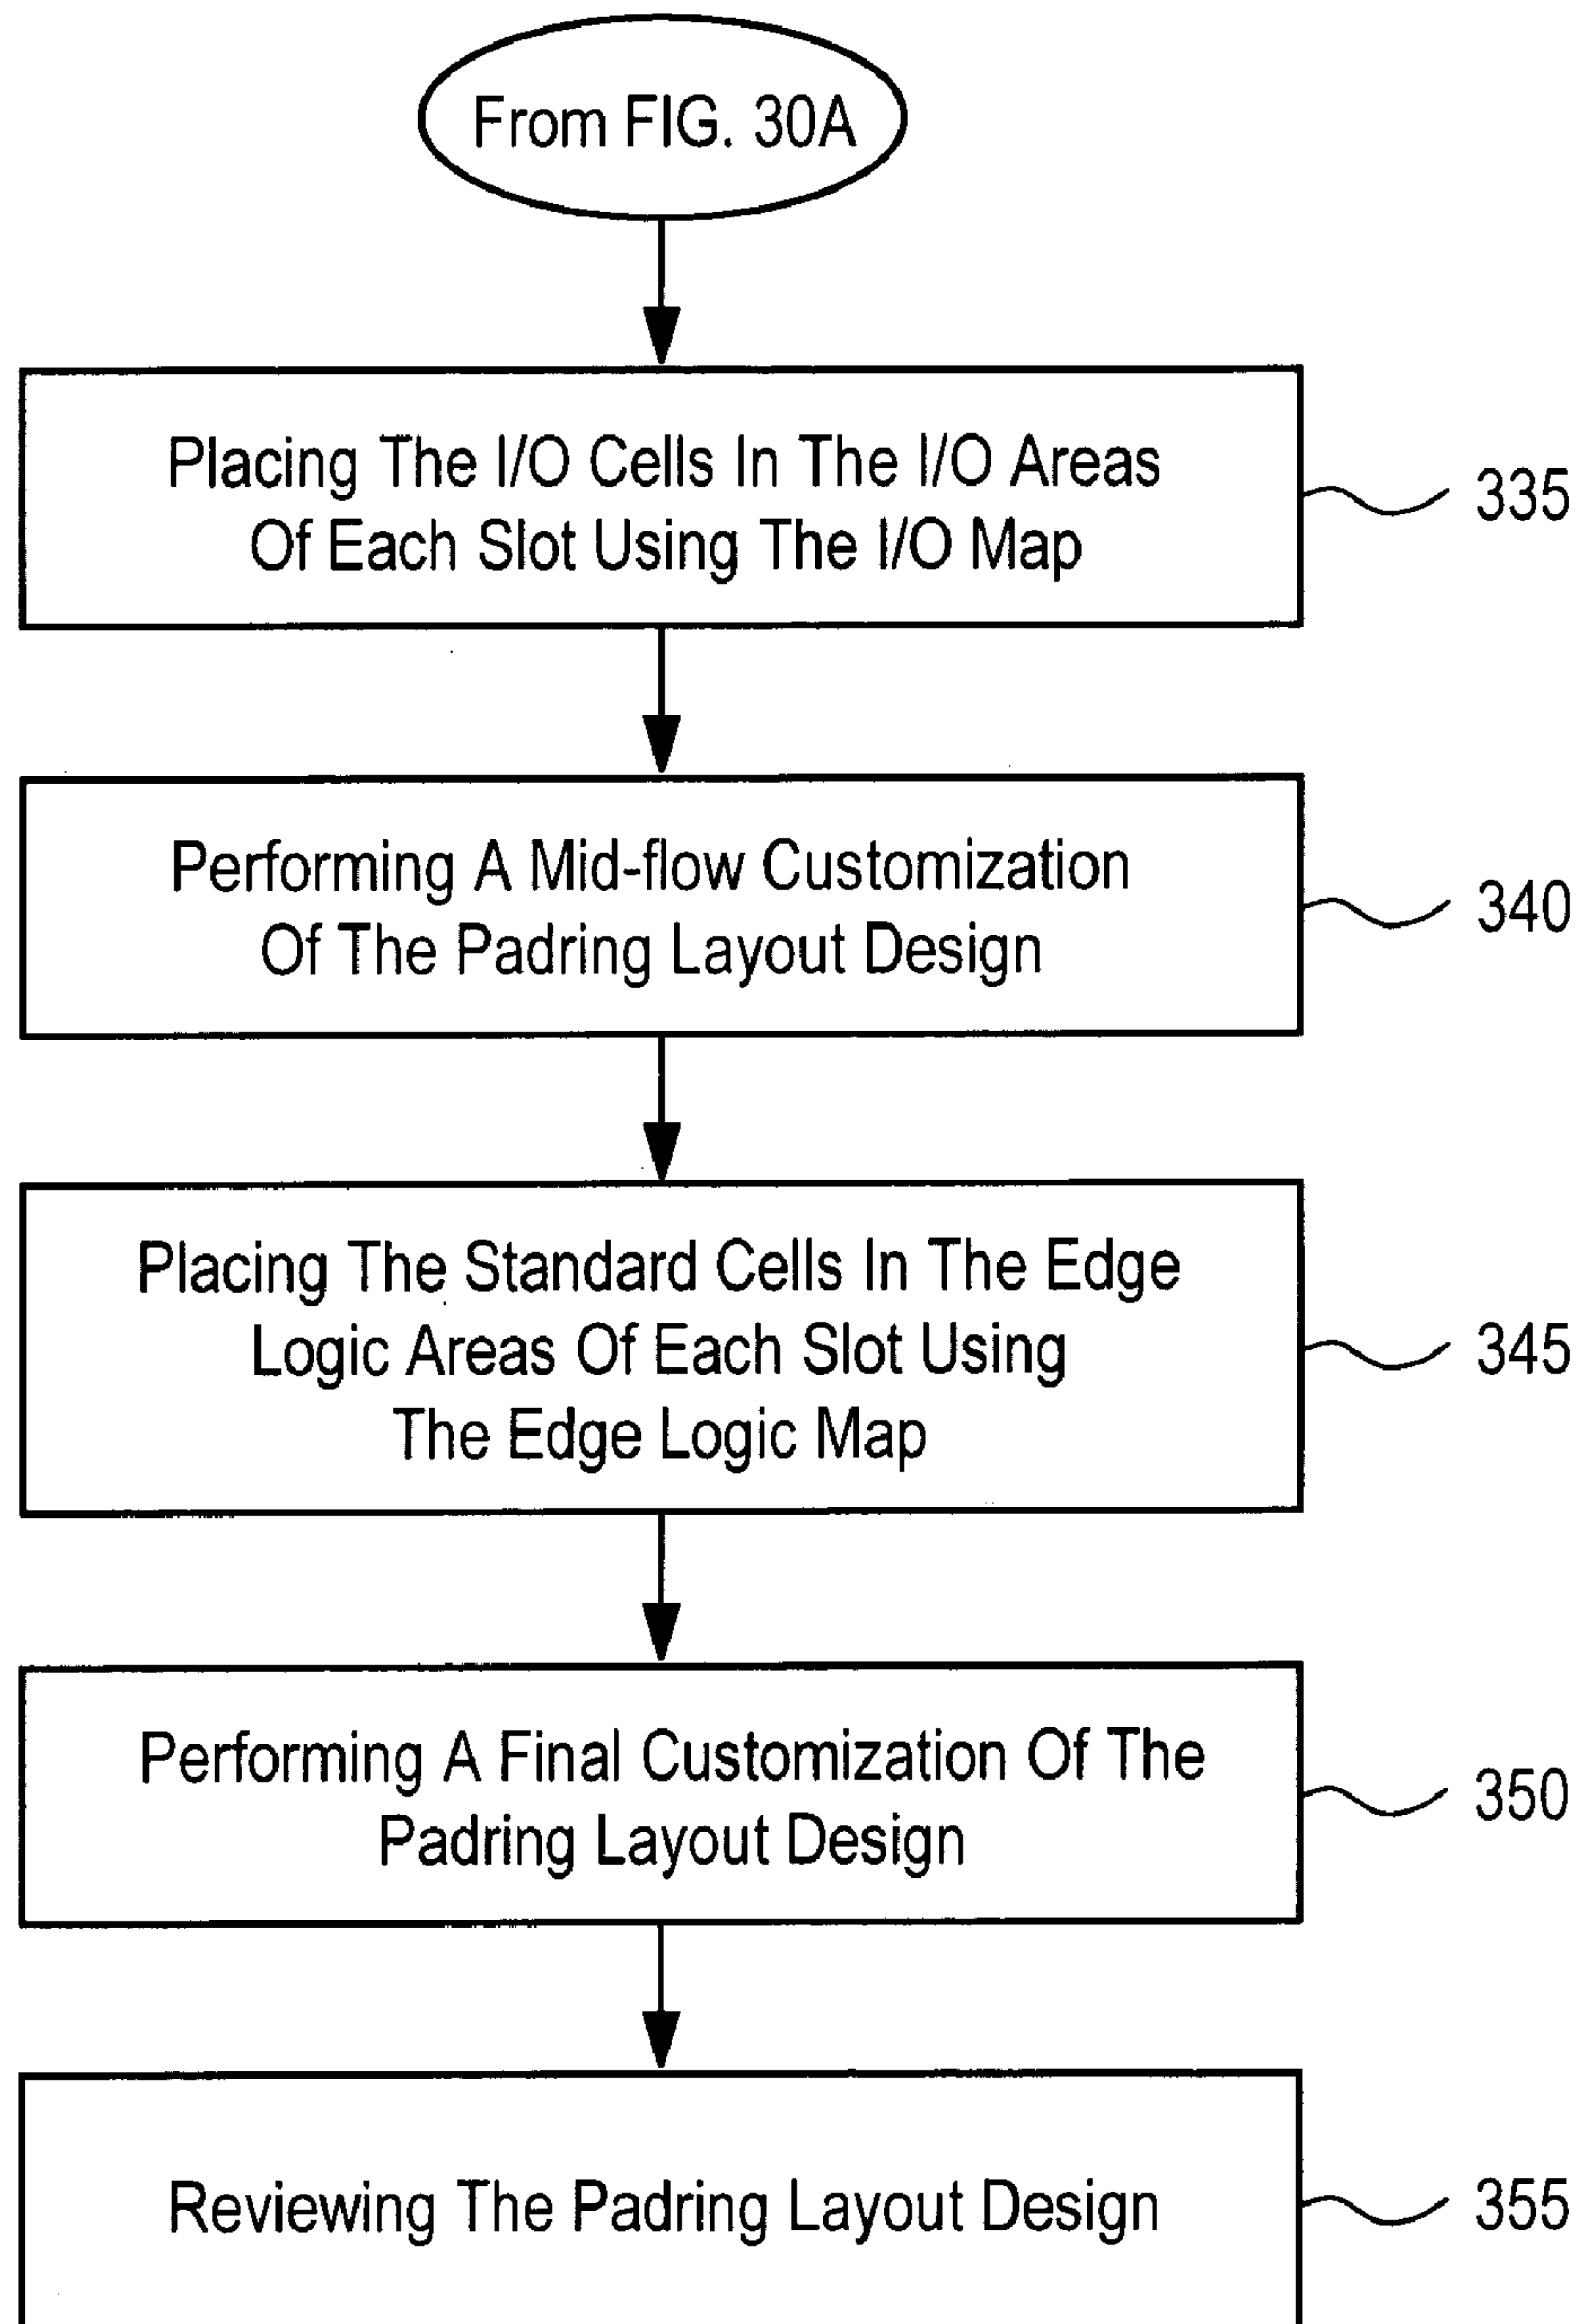 From FIG. 30A
Placing The I/O Cells In The I/O Areas
Of Each Slot Using The I/O Map
335
Performing A Mid-flow Customization
Of The Padring Layout Design
340
Placing The Standard Cells In The Edge
Logic Areas Of Each Slot Using
The Edge Logic Map
345
Performing A Final Customization Of The
Padring Layout Design
350
Reviewing The Padring Layout Design
355